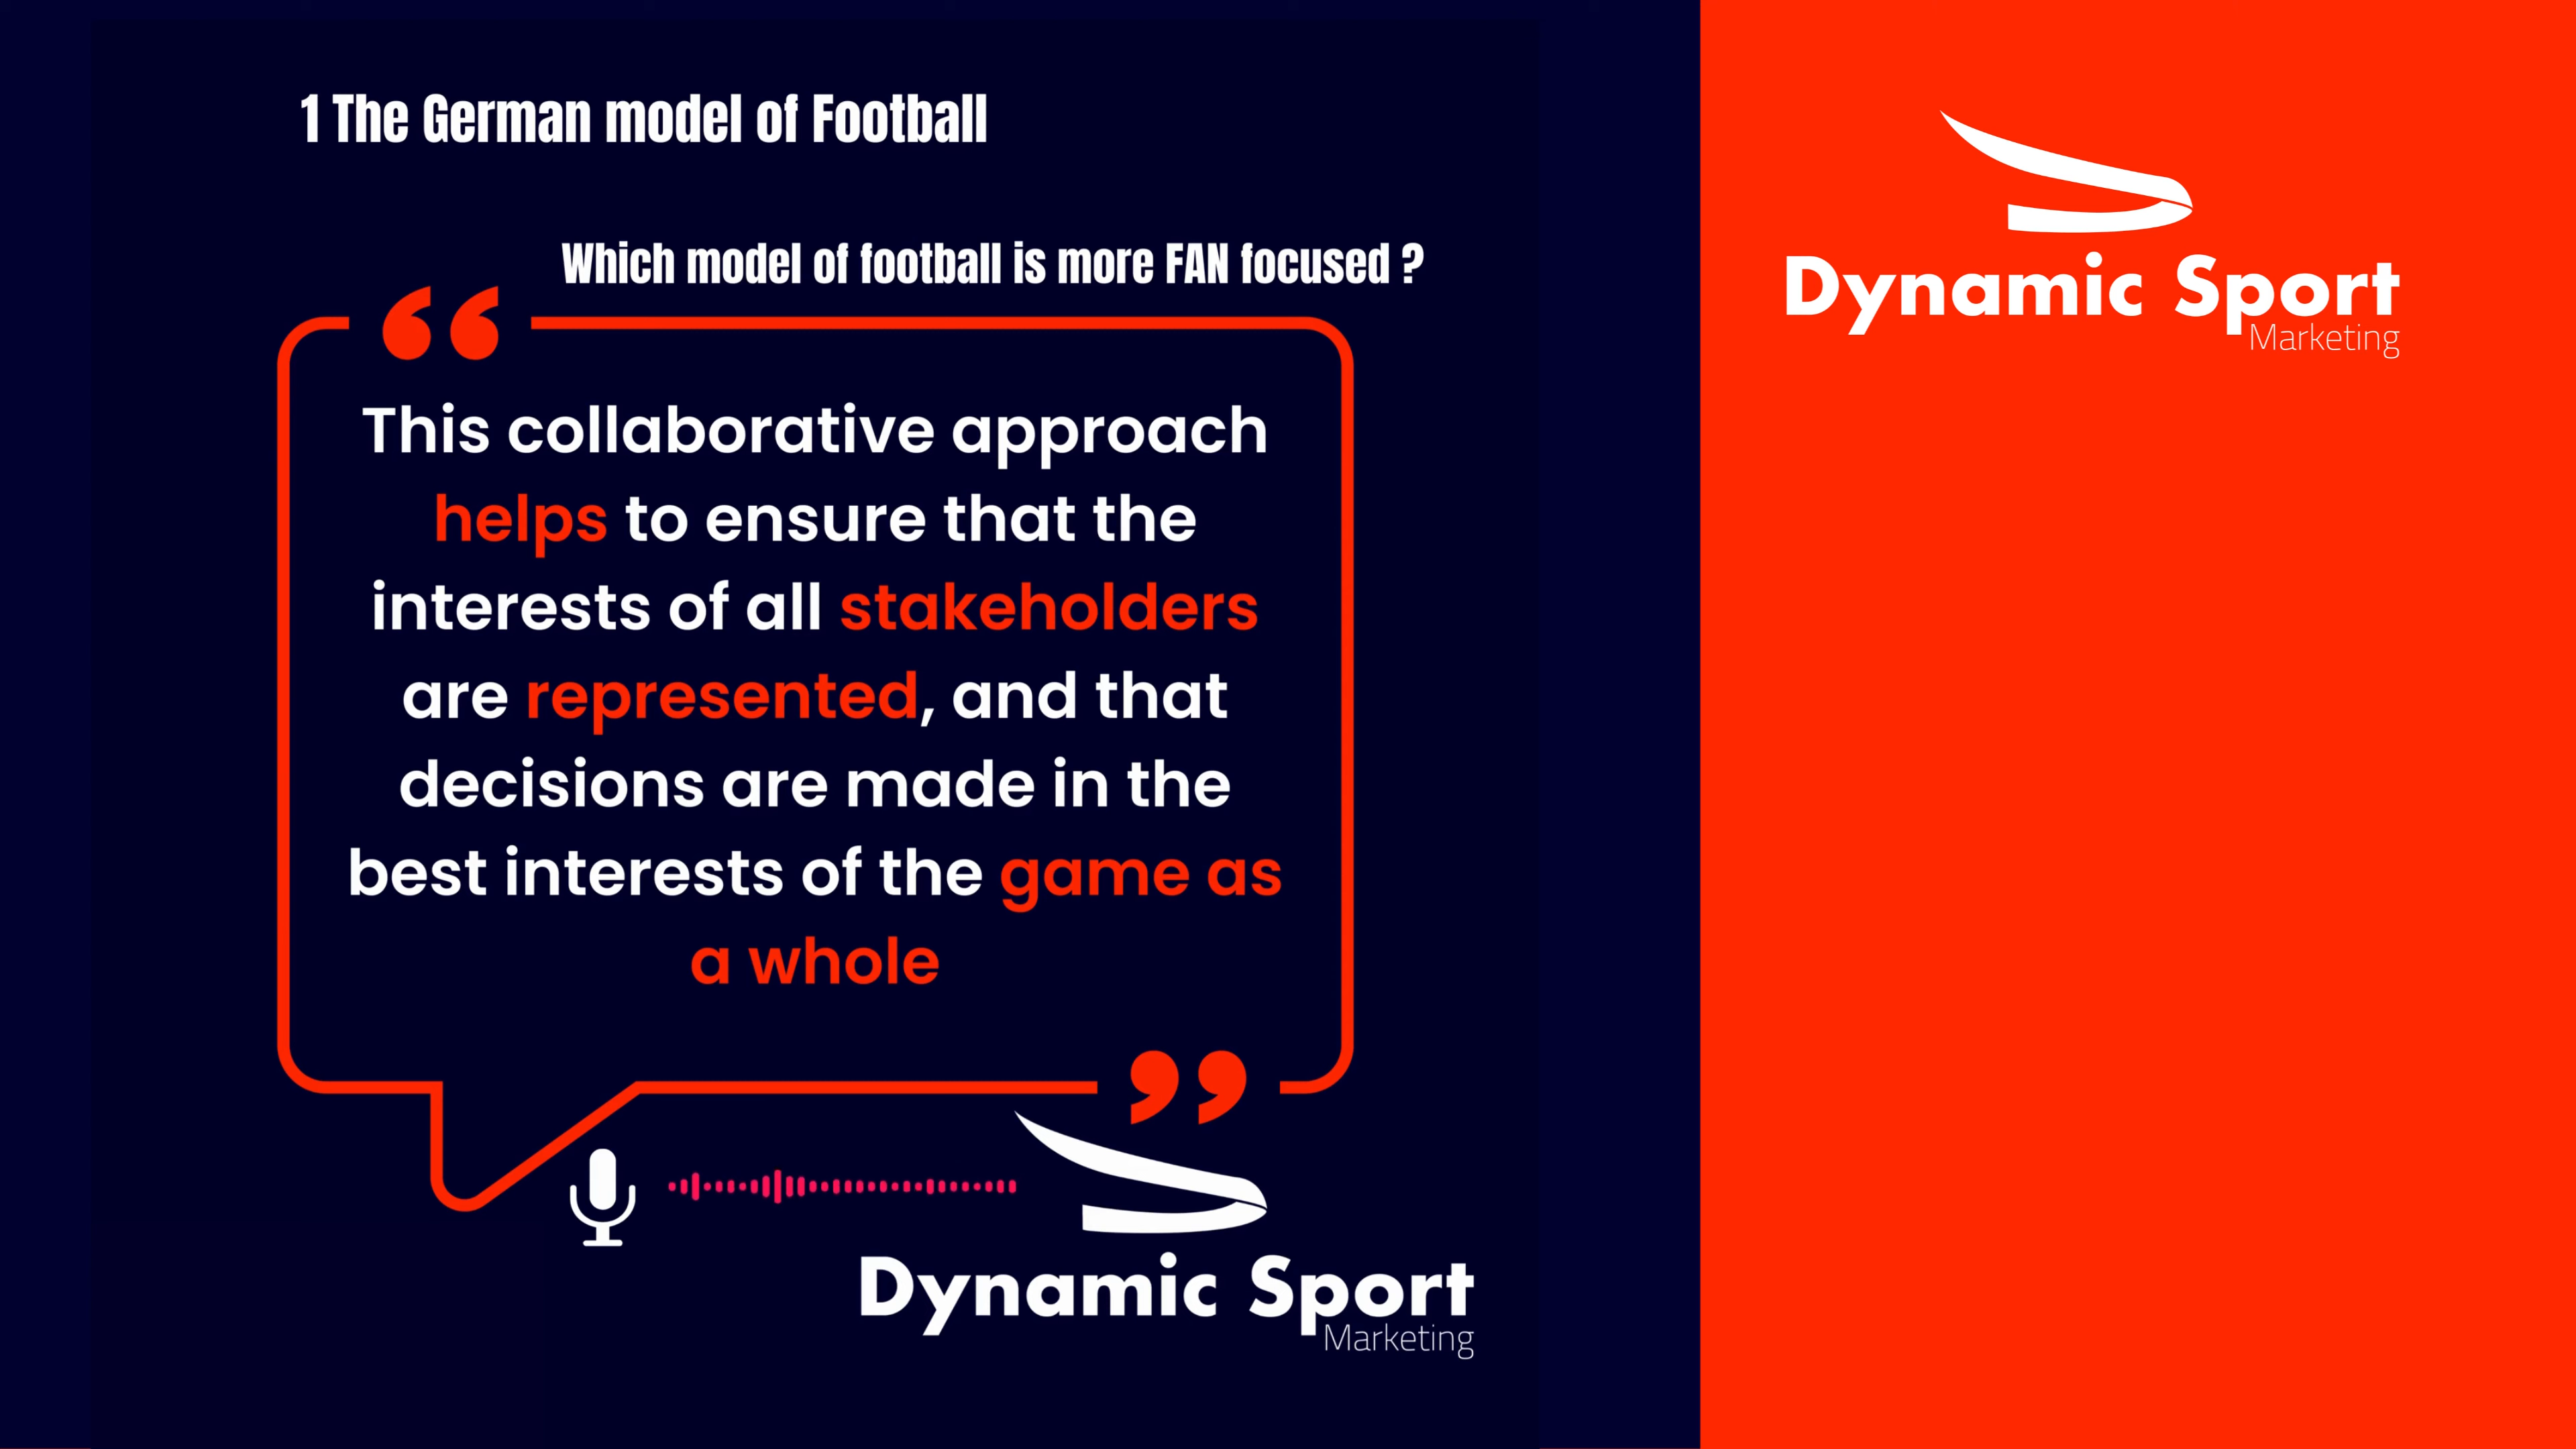 1 The German model of Football
Which model of football is more FAN focused ?
This collaborative approach
helps to ensure that the
interests of all stakeholders
are represented, and that
decisions are made in the
best interests of the game as
a whole
Dynamic Sport
Marketing
Dynamic Sport
Marketing